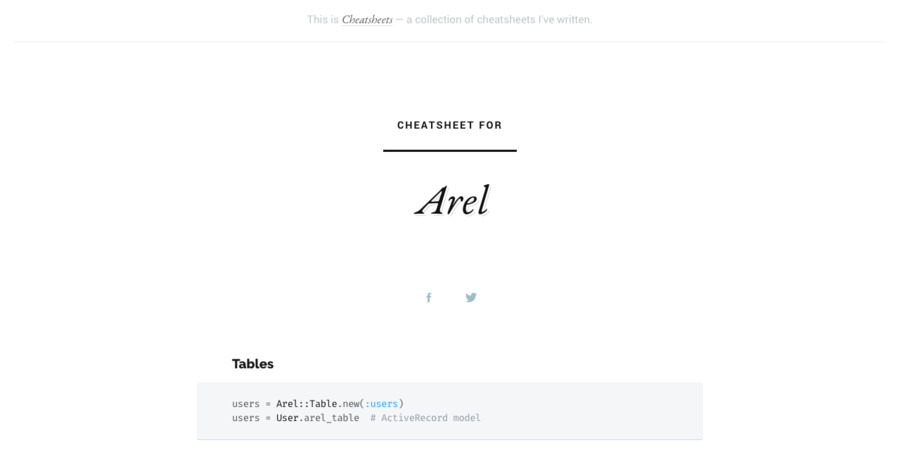 This is Cheatsheets — a collection of cheatsheets I've written.
CHEATSHEET FOR
Arel
Tables
users = Arel::Table.new(:users)
users = User.arel_table  # ActiveRecord model